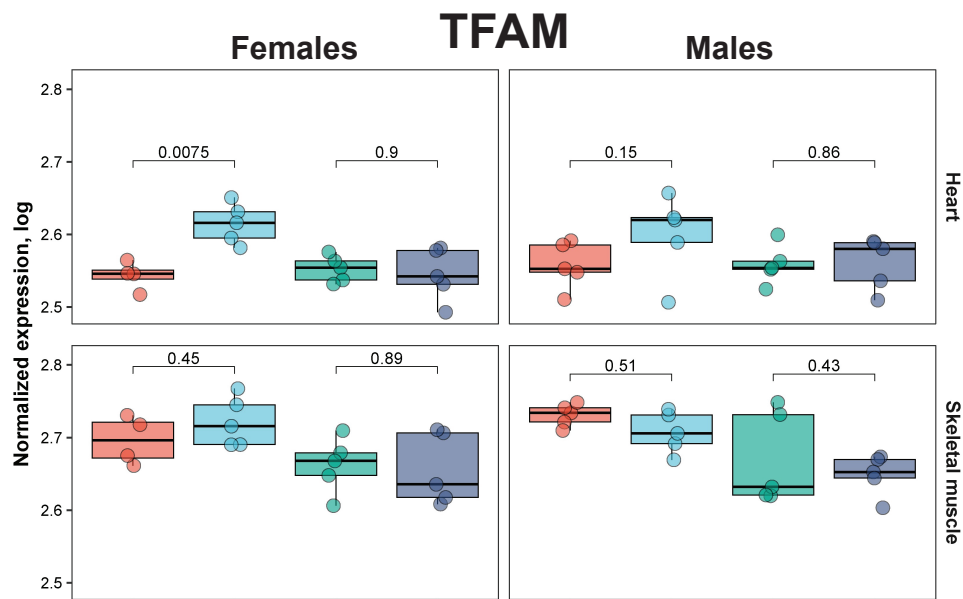 TFAM
Females
Males
Normalized expression, log
2.8
2.7
2.6
2.5
0.0075
0.9
0.15
0.86
Heart
2.8
2.7
2.6
2.5
0.45
0.89
0.51
0.43
Skeletal muscle